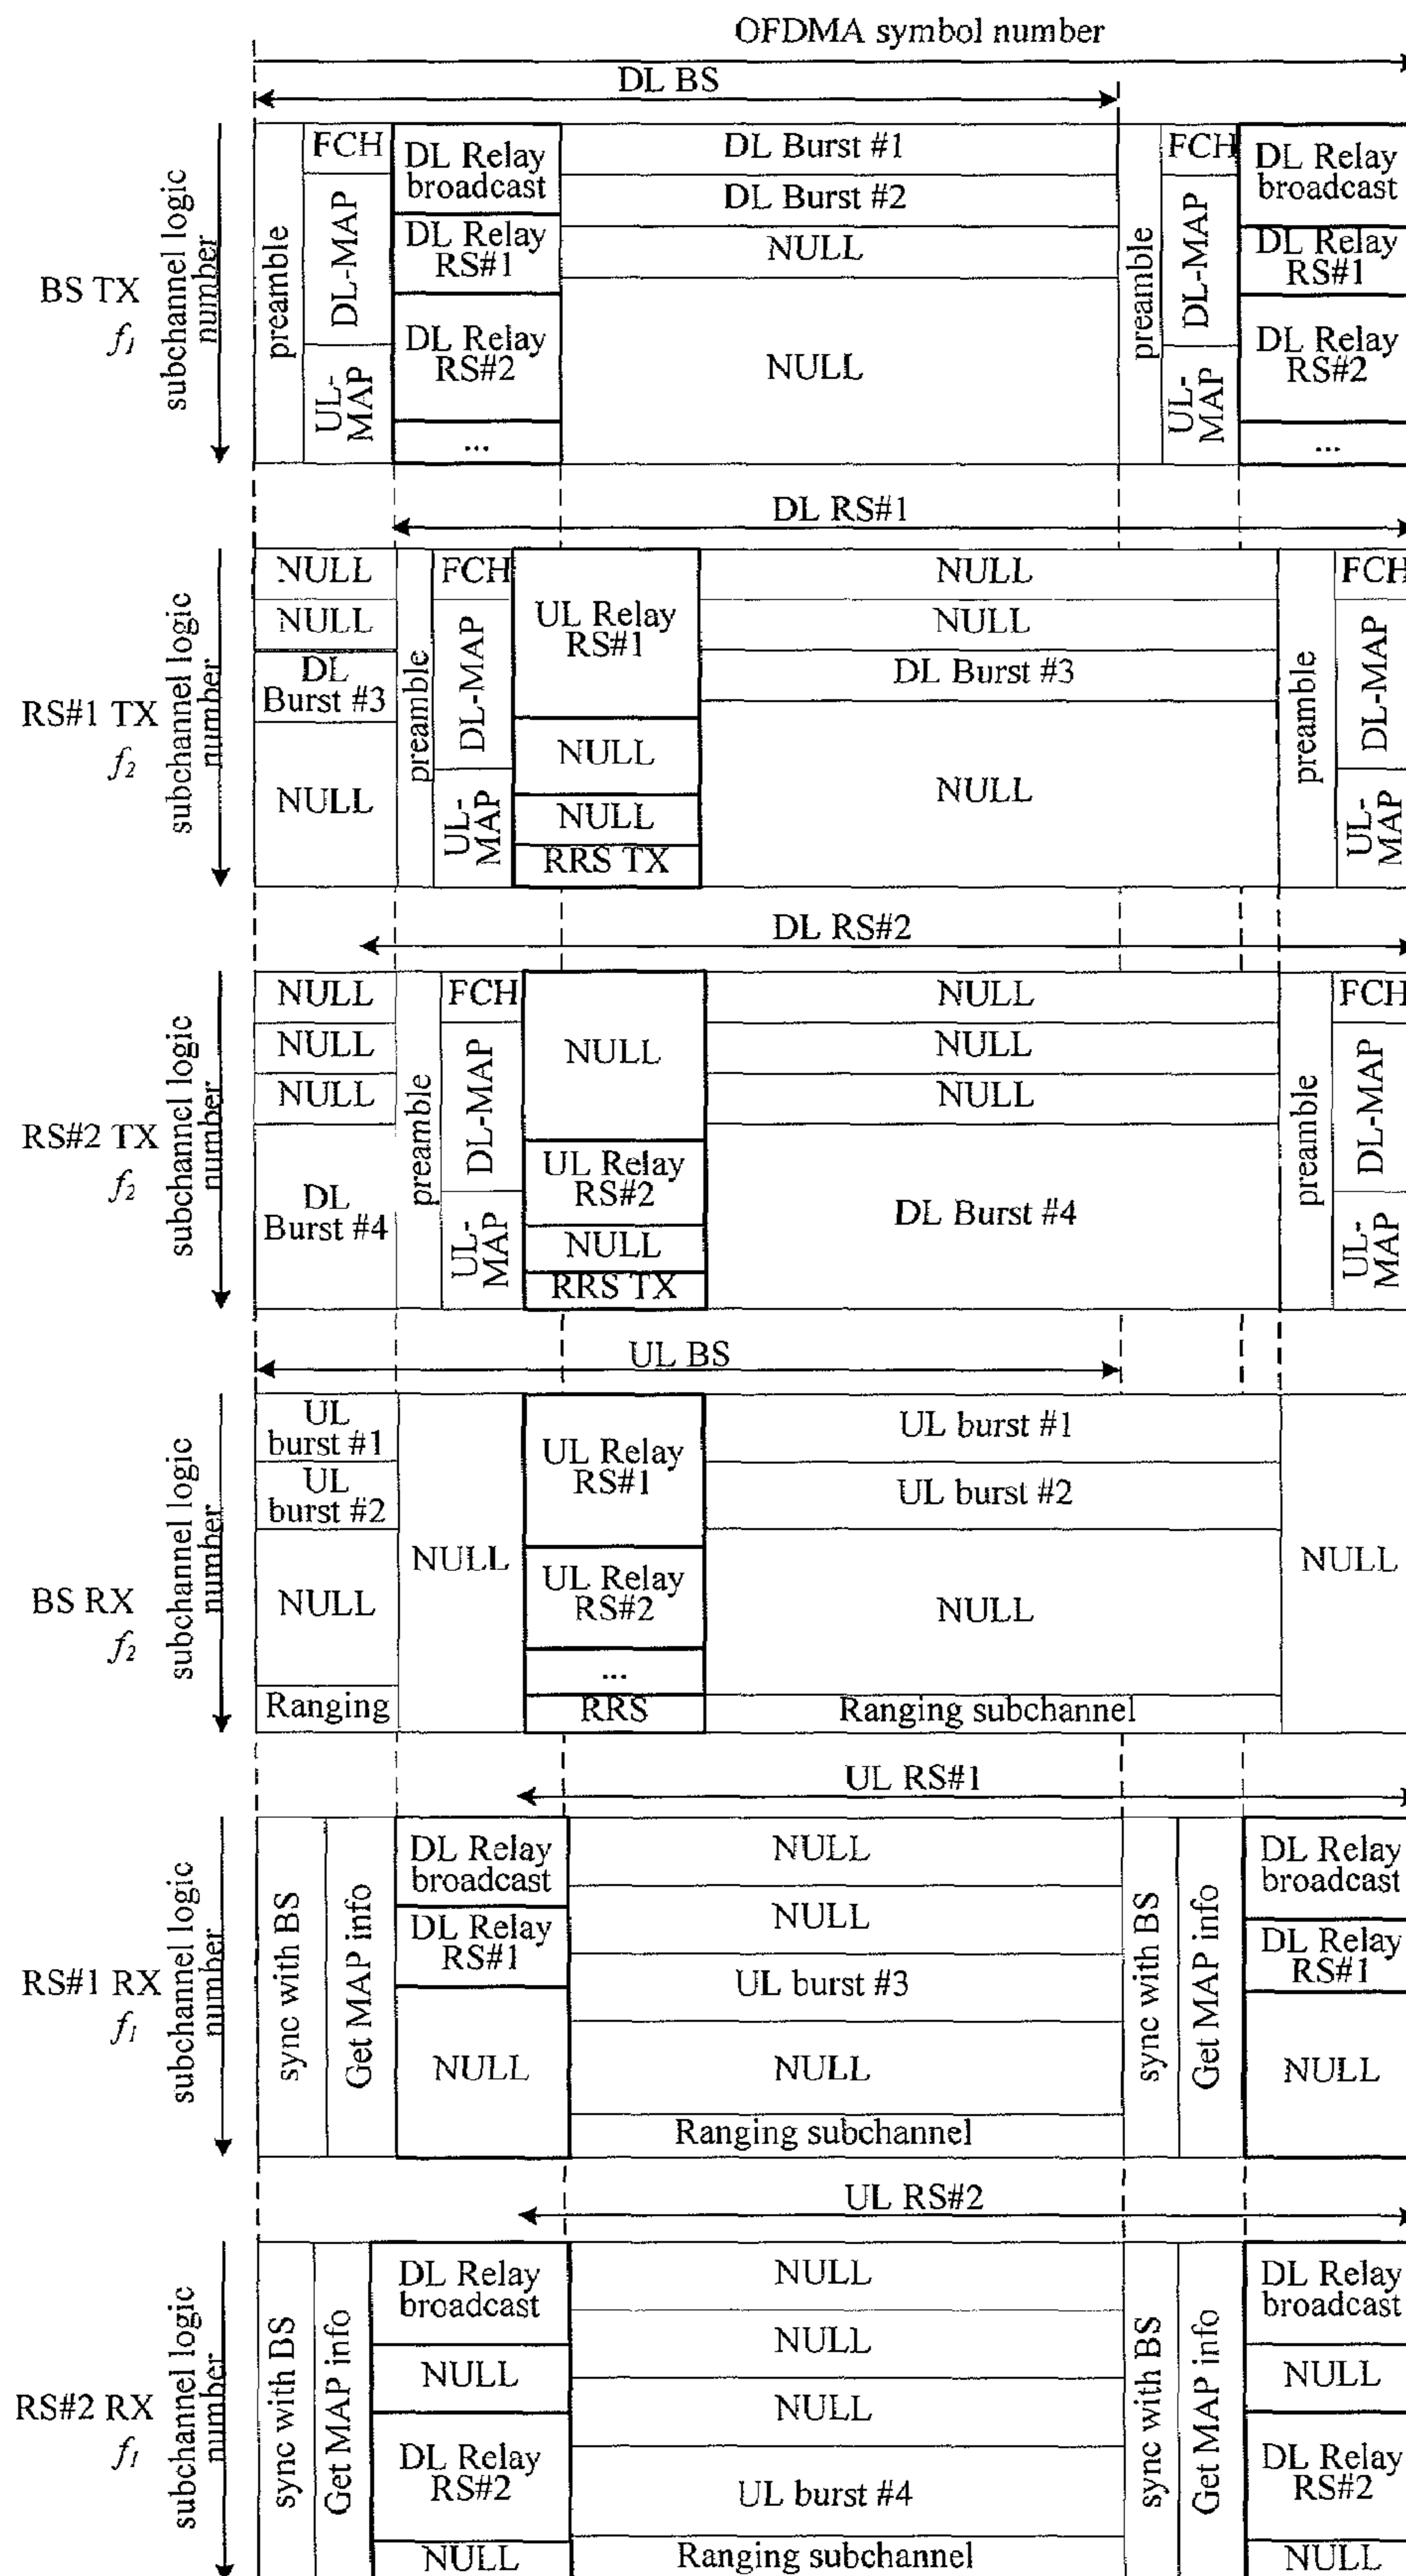 OFDMA symbol number
DL BS
BS TX
f1
subchannel logic
number
preamble
FCH
DL-MAP
UL-
MAP
DL Relay
broadcast
DL Relay
RS#1
DL Relay
RS#2
...
DL Burst #1
DL Burst #2
NULL
NULL
preamble
FCH
DL-MAP
UL-
MAP
DL Relay
broadcast
DL Relay
RS#1
DL Relay
RS#2
...
DL RS#1
RS#1 TX
f2
subchannel logic
number
NULL
NULL
DL
Burst #3
NULL
preamble
FCH
DL-MAP
UL-
MAP
UL Relay
RS#1
NULL
NULL
RRS TX
NULL
NULL
DL Burst #3
NULL
preamble
FCH
DL-MAP
UL-
MAP
DL RS#2
RS#2 TX
f2
subchannel logic
number
NULL
NULL
NULL
DL
Burst #4
preamble
FCH
DL-MAP
UL-
MAP
NULL
UL Relay
RS#2
NULL
RRS TX
NULL
NULL
NULL
DL Burst #4
preamble
FCH
DL-MAP
UL-
MAP
UL BS
BS RX
f2
subchannel logic
number
UL
burst #1
UL
burst #2
NULL
Ranging
NULL
UL Relay
RS#1
UL Relay
RS#2
...
RRS
UL burst #1
UL burst #2
NULL
Ranging subchannel
NULL
UL RS#1
RS#1 RX
f1
subchannel logic
number
sync with BS
Get MAP info
DL Relay
broadcast
DL Relay
RS#1
NULL
NULL
NULL
UL burst #3
NULL
Ranging subchannel
sync with BS
Get MAP info
DL Relay
broadcast
DL Relay
RS#1
NULL
UL RS#2
RS#2 RX
f1
subchannel logic
number
sync with BS
Get MAP info
DL Relay
broadcast
NULL
DL Relay
RS#2
NULL
NULL
NULL
NULL
UL burst #4
Ranging subchannel
sync with BS
Get MAP info
DL Relay
broadcast
NULL
DL Relay
RS#2
NULL